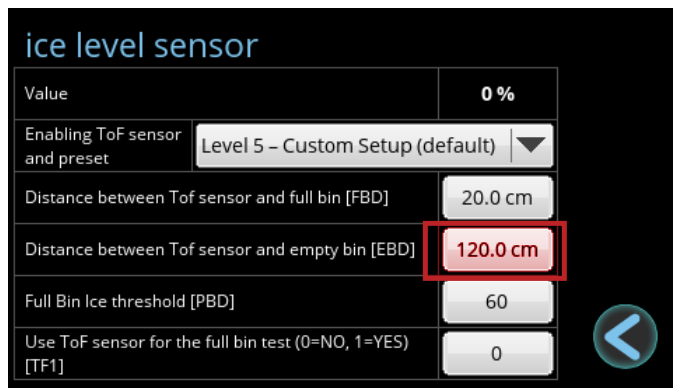 ice level sensor
Value
0 %
Enabling ToF sensor
and preset
Level 5 – Custom Setup (default)
Distance between Tof sensor and full bin [FBD]
20.0 cm
Distance between Tof sensor and empty bin [EBD]
120.0 cm
Full Bin Ice threshold [PBD]
60
Use ToF sensor for the full bin test (0=NO, 1=YES)
[TF1]
0